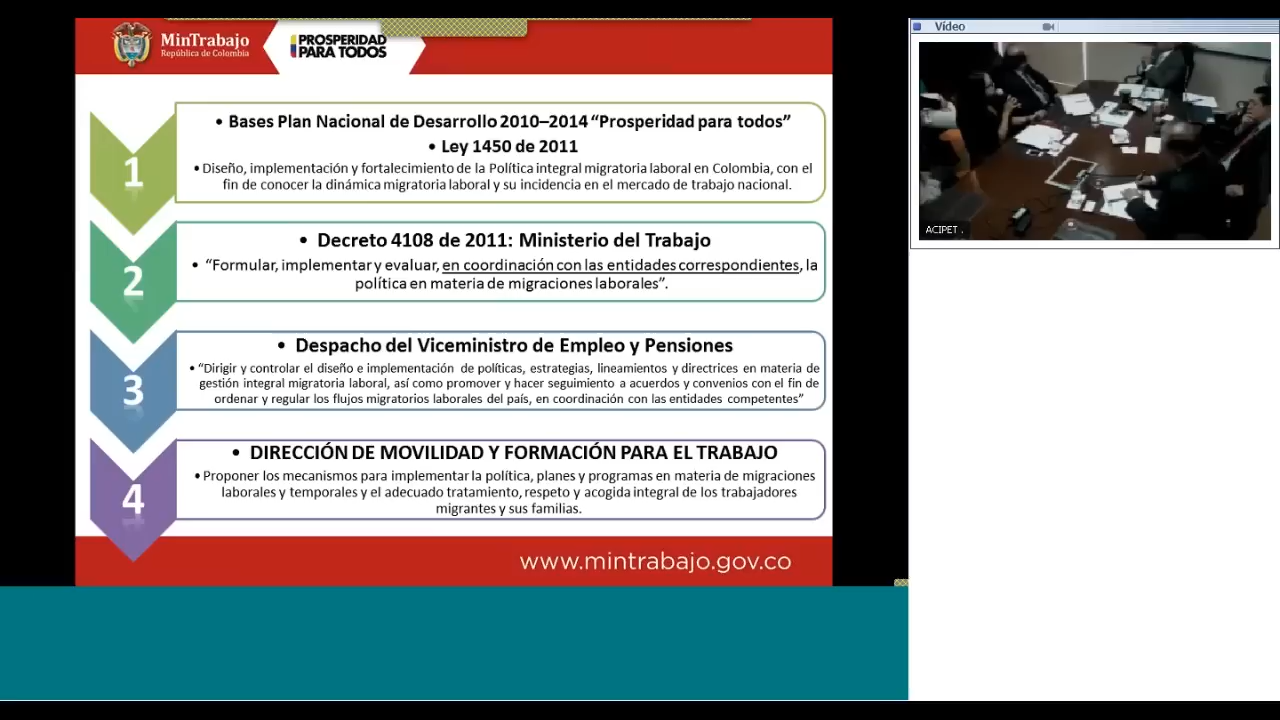 MinTrabajo
República de Colombia
PROSPERIDAD
PARA TODOS
1
• Bases Plan Nacional de Desarrollo 2010–2014 “Prosperidad para todos”
• Ley 1450 de 2011
• Diseño, implementación y fortalecimiento de la Política integral migratoria laboral en Colombia, con el
fin de conocer la dinámica migratoria laboral y su incidencia en el mercado de trabajo nacional.
2
• Decreto 4108 de 2011: Ministerio del Trabajo
• “Formular, implementar y evaluar, en coordinación con las entidades correspondientes, la
política en materia de migraciones laborales”.
3
• Despacho del Viceministro de Empleo y Pensiones
• “Dirigir y controlar el diseño e implementación de políticas, estrategias, lineamientos y directrices en materia de
gestión integral migratoria laboral, así como promover y hacer seguimiento a acuerdos y convenios con el fin de
ordenar y regular los flujos migratorios laborales del país, en coordinación con las entidades competentes”
4
• DIRECCIÓN DE MOVILIDAD Y FORMACIÓN PARA EL TRABAJO
• Proponer los mecanismos para implementar la política, planes y programas en materia de migraciones
laborales y temporales y el adecuado tratamiento, respeto y acogida integral de los trabajadores
migrantes y sus familias.
www.mintrabajo.gov.co
Vídeo
ACIPET .